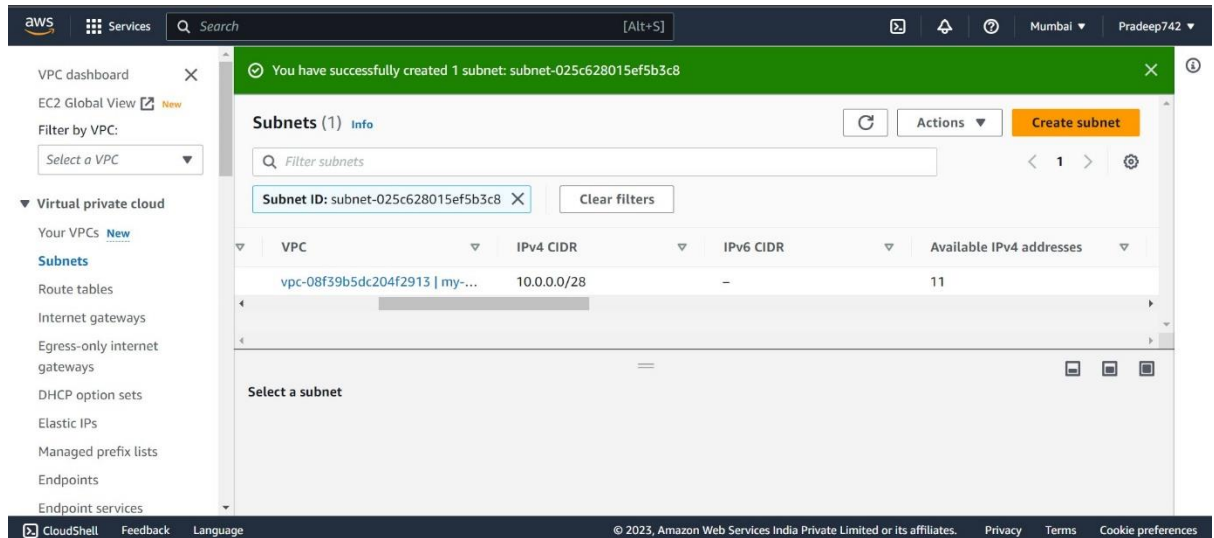 aws Services Search [Alt+S] Mumbai Pradeep742
VPC dashboard
EC2 Global View New
Filter by VPC:
Select a VPC
Virtual private cloud
Your VPCs New
Subnets
Route tables
Internet gateways
Egress-only internet
gateways
DHCP option sets
Elastic IPs
Managed prefix lists
Endpoints
Endpoint services
You have successfully created 1 subnet: subnet-025c628015ef5b3c8
Subnets (1) Info Actions Create subnet
Filter subnets 1
Subnet ID: subnet-025c628015ef5b3c8 Clear filters
VPC IPv4 CIDR IPv6 CIDR Available IPv4 addresses
vpc-08f39b5dc204f2913 | my-... 10.0.0.0/28 – 11
Select a subnet
CloudShell Feedback Language © 2023, Amazon Web Services India Private Limited or its affiliates. Privacy Terms Cookie preferences